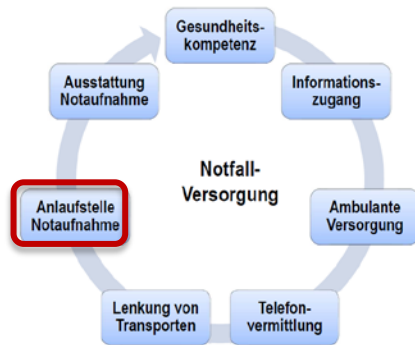 Gesundheits-
kompetenz
Informations-
zugang
Ambulante
Versorgung
Telefon-
vermittlung
Lenkung von
Transporten
Anlaufstelle
Notaufnahme
Ausstattung
Notaufnahme
Notfall-
Versorgung